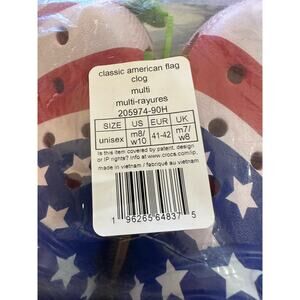 classic american flag
clog
multi
multi-rayures
205974-90H
SIZE US EUR UK
unisex m8/ w10 41-42 m7/ w8
is this item covered by patent, design
or IP rights? info at www.crocs.com/ip.
made in vietnam / fabriqué au vietnam
1 96265 64837 5